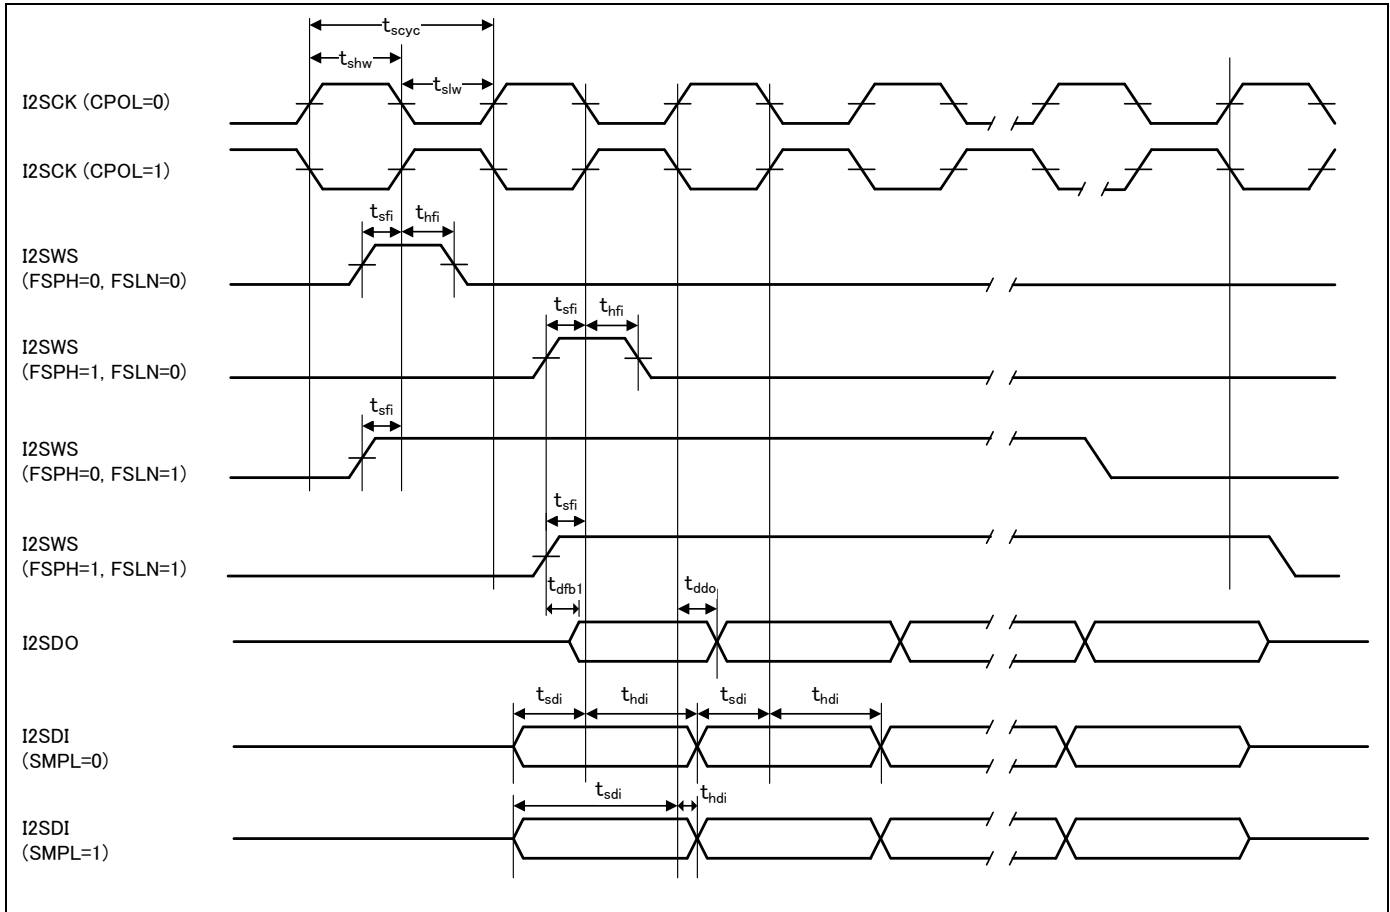 tscyc
tshw
tslw
I2SCK (CPOL=0)
I2SCK (CPOL=1)
tsfi thfi
I2SWS
(FSPH=0, FSLN=0)
tsfi thfi
I2SWS
(FSPH=1, FSLN=0)
tsfi
I2SWS
(FSPH=0, FSLN=1)
tsfi
I2SWS
(FSPH=1, FSLN=1)
tdfb1 tddo
I2SDO
tsdi thdi tsdi thdi
I2SDI
(SMPL=0)
tsdi thdi
I2SDI
(SMPL=1)